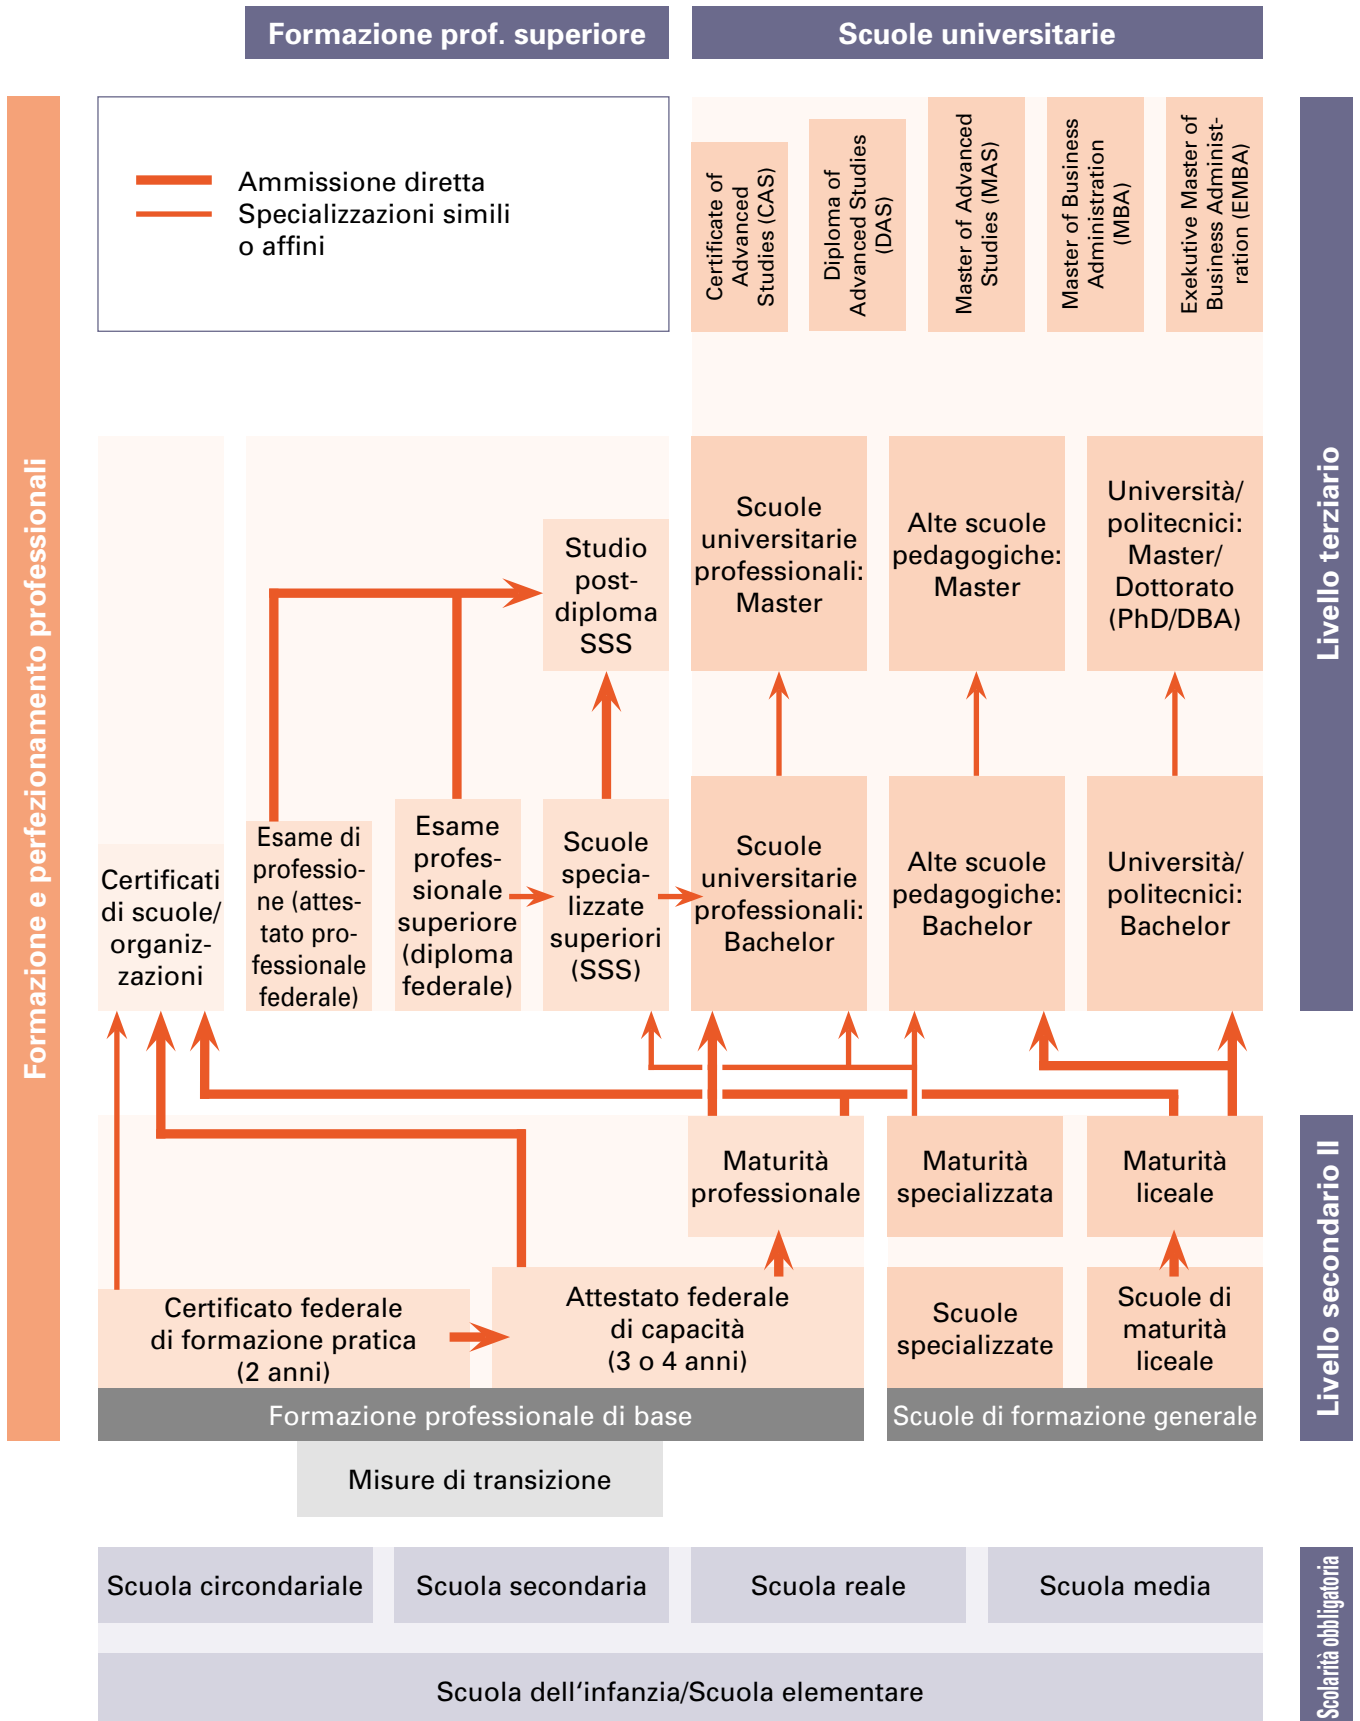 Formazione prof. superiore
Scuole universitarie
Ammissione diretta
Specializzazioni simili
o affini
Certificate of
Advanced
Studies (CAS)
Diploma of
Advanced Studies
(DAS)
Master of Advanced
Studies (MAS)
Master of Business
Administration
(MBA)
Exekutive Master of
Business Administ-
ration (EMBA)
Formazione e perfezionamento professionali
Livello terziario
Studio
post-
diploma
SSS
Scuole
universitarie
professionali:
Master
Alte scuole
pedagogiche:
Master
Università/
politecnici:
Master/
Dottorato
(PhD/DBA)
Certificati
di scuole/
organiz-
zazioni
Esame di
professio-
ne (attes-
tato pro-
fessionale
federale)
Esame
profes-
sionale
superiore
(diploma
federale)
Scuole
specia-
lizzate
superiori
(SSS)
Scuole
universitarie
professionali:
Bachelor
Alte scuole
pedagogiche:
Bachelor
Università/
politecnici:
Bachelor
Livello secondario II
Maturità
professionale
Maturità
specializzata
Maturità
liceale
Certificato federale
di formazione pratica
(2 anni)
Attestato federale
di capacità
(3 o 4 anni)
Scuole
specializzate
Scuole di
maturità
liceale
Formazione professionale di base
Scuole di formazione generale
Misure di transizione
Scuola circondariale
Scuola secondaria
Scuola reale
Scuola media
Scuola dell‘infanzia/Scuola elementare
Scolarità obbligatoria